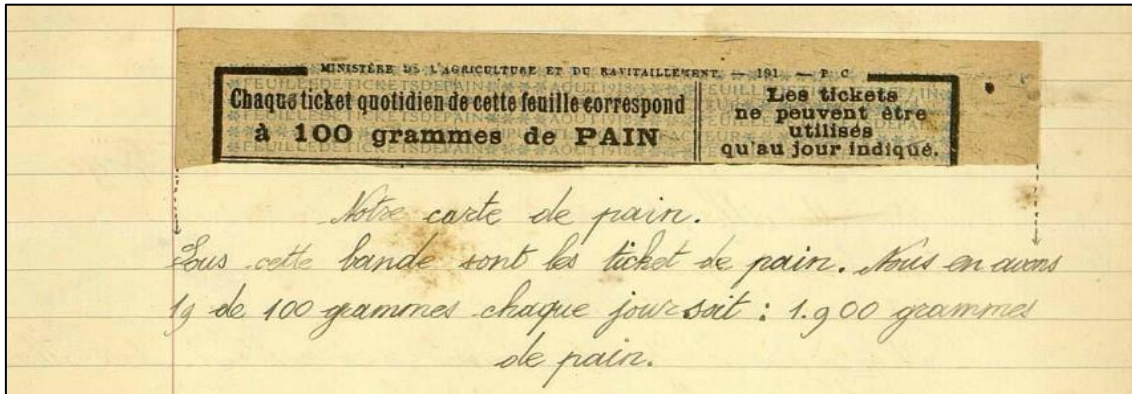 MINISTÈRE DE L'AGRICULTURE ET DU RAVITAILLEMENT. — 191 — P. C.
Chaque ticket quotidien de cette feuille correspond
à 100 grammes de PAIN
Les tickets
ne peuvent être
utilisés
qu'au jour indiqué.
Notre carte de pain.
Sous cette bande sont les ticket de pain. Nous en avons
19 de 100 grammes chaque jour soit : 1.900 grammes
de pain.